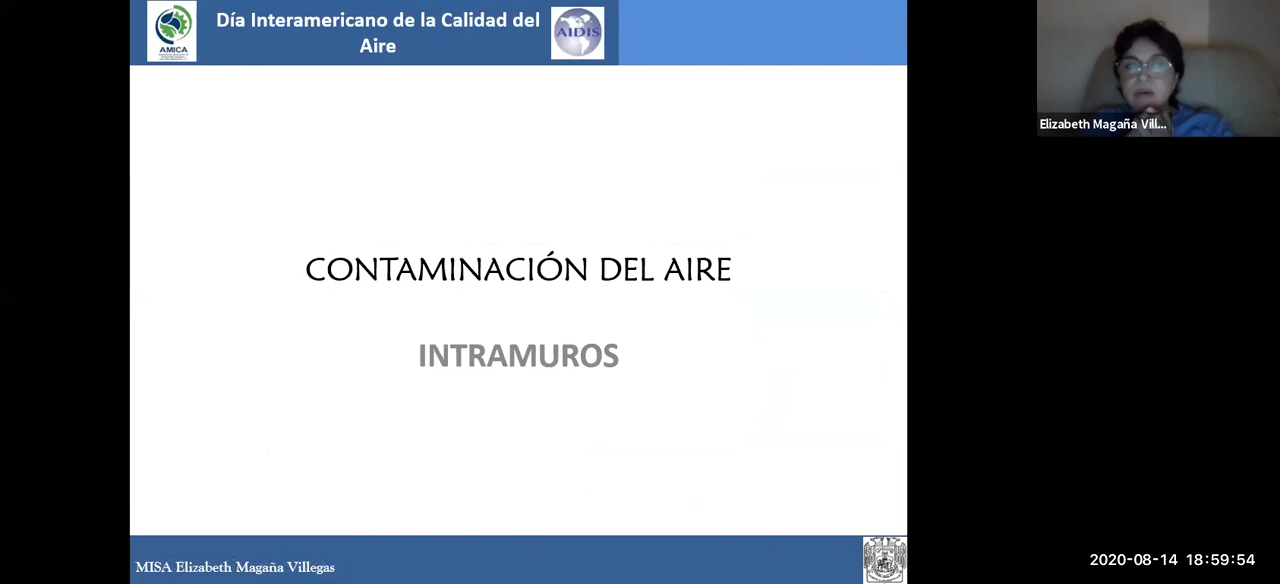 Día Interamericano de la Calidad del
Aire
AMICA
AIDIS
Elizabeth Magaña Vill...
CONTAMINACIÓN DEL AIRE
INTRAMUROS
MISA Elizabeth Magaña Villegas
2020-08-14 18:59:54